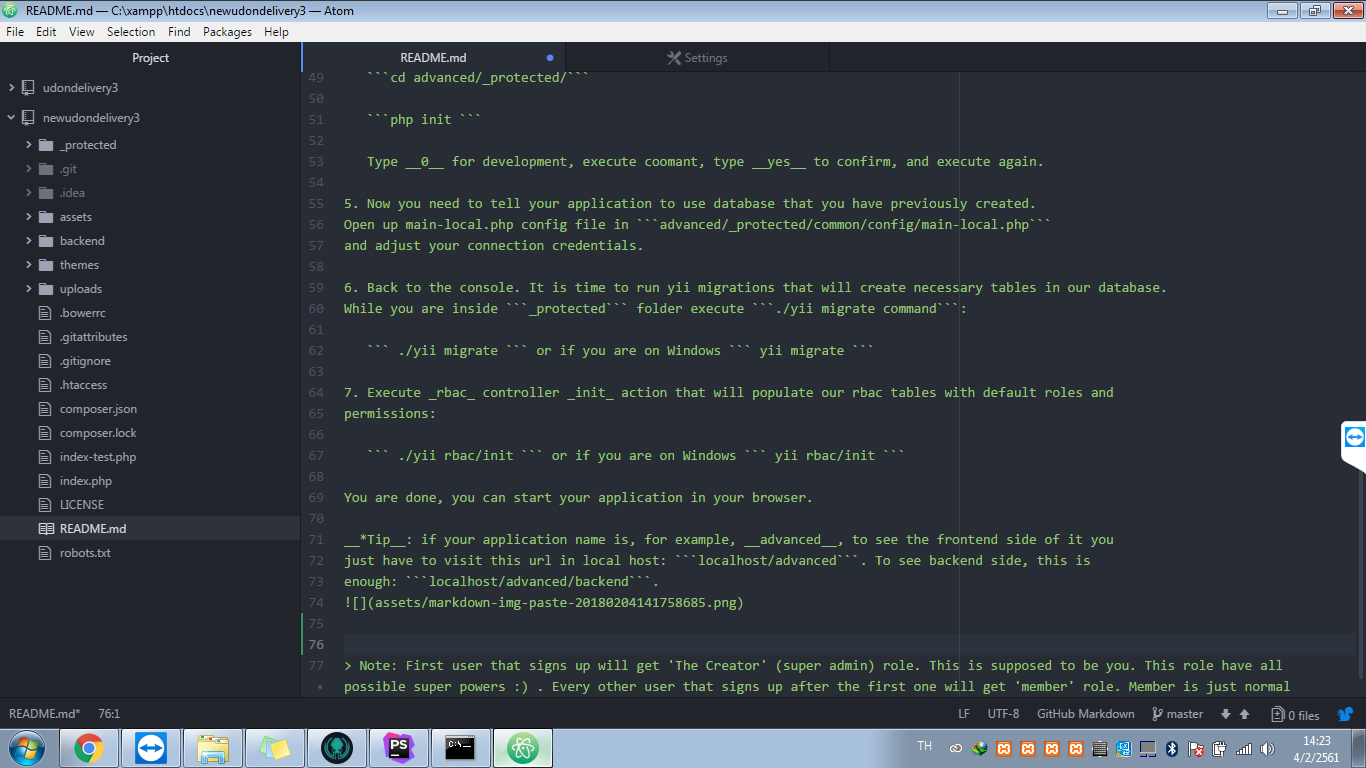 README.md — C:\xampp\htdocs\newudondelivery3 — Atom
File Edit View Selection Find Packages Help
Project
README.md
Settings
udondelivery3
newudondelivery3
_protected
.git
.idea
assets
backend
themes
uploads
.bowerrc
.gitattributes
.gitignore
.htaccess
composer.json
composer.lock
index-test.php
index.php
LICENSE
README.md
robots.txt
49 ```cd advanced/_protected/```
50
51 ```php init ```
52
53 Type __0__ for development, execute coomant, type __yes__ to confirm, and execute again.
54
55 5. Now you need to tell your application to use database that you have previously created.
56 Open up main-local.php config file in ```advanced/_protected/common/config/main-local.php```
57 and adjust your connection credentials.
58
59 6. Back to the console. It is time to run yii migrations that will create necessary tables in our database.
60 While you are inside ```_protected``` folder execute ```./yii migrate command```:
61
62 ``` ./yii migrate ``` or if you are on Windows ``` yii migrate ```
63
64 7. Execute _rbac_ controller _init_ action that will populate our rbac tables with default roles and
65 permissions:
66
67 ``` ./yii rbac/init ``` or if you are on Windows ``` yii rbac/init ```
68
69 You are done, you can start your application in your browser.
70
71 __*Tip__: if your application name is, for example, __advanced__, to see the frontend side of it you
72 just have to visit this url in local host: ```localhost/advanced```. To see backend side, this is
73 enough: ```localhost/advanced/backend```.
74 ![](assets/markdown-img-paste-20180204141758685.png)
75
76
77 > Note: First user that signs up will get 'The Creator' (super admin) role. This is supposed to be you. This role have all
• possible super powers :) . Every other user that signs up after the first one will get 'member' role. Member is just normal
README.md* 76:1 LF UTF-8 GitHub Markdown master 0 files
PS
C:\
TH
14:23
4/2/2561